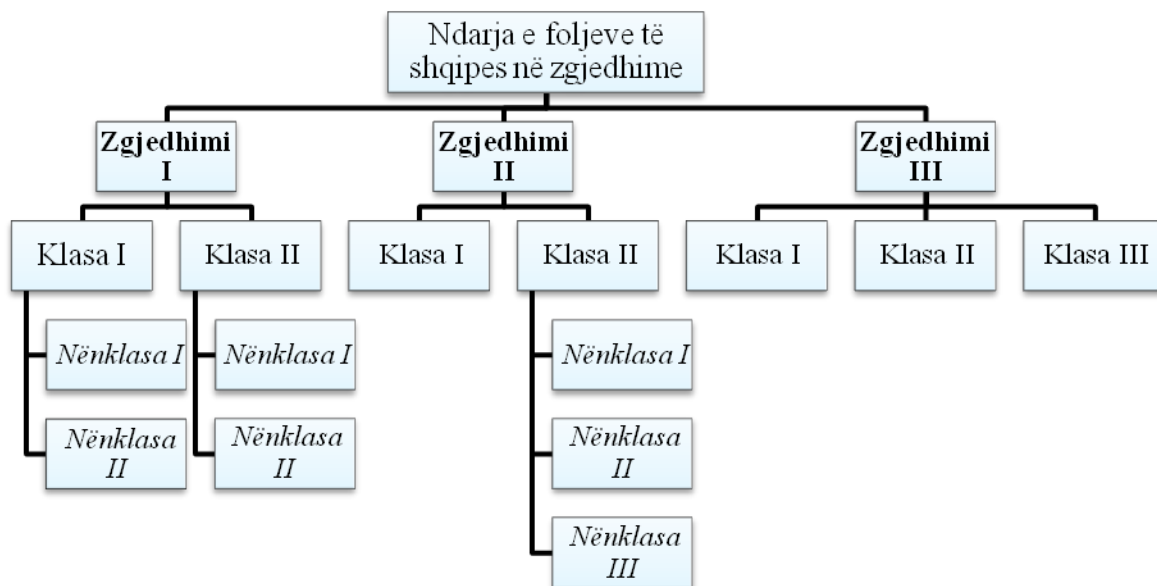 Ndarja e foljeve të
shqipes në zgjedhime
Zgjedhimi
I
Zgjedhimi
II
Zgjedhimi
III
Klasa I
Klasa II
Klasa I
Klasa II
Klasa I
Klasa II
Klasa III
Nënklasa I
Nënklasa I
Nënklasa I
Nënklasa
II
Nënklasa
II
Nënklasa
II
Nënklasa
III